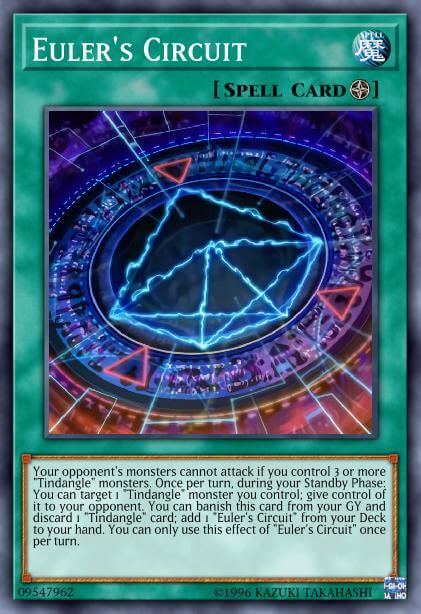 Euler's Circuit
SPELL
魔
[Spell Card]
Your opponent's monsters cannot attack if you control 3 or more
"Tindangle" monsters. Once per turn, during your Standby Phase:
You can target 1 "Tindangle" monster you control; give control of
it to your opponent. You can banish this card from your GY and
discard 1 "Tindangle" card; add 1 "Euler's Circuit" from your Deck
to your hand. You can only use this effect of "Euler's Circuit" once
per turn.
09547962
©1996 KAZUKI TAKAHASHI